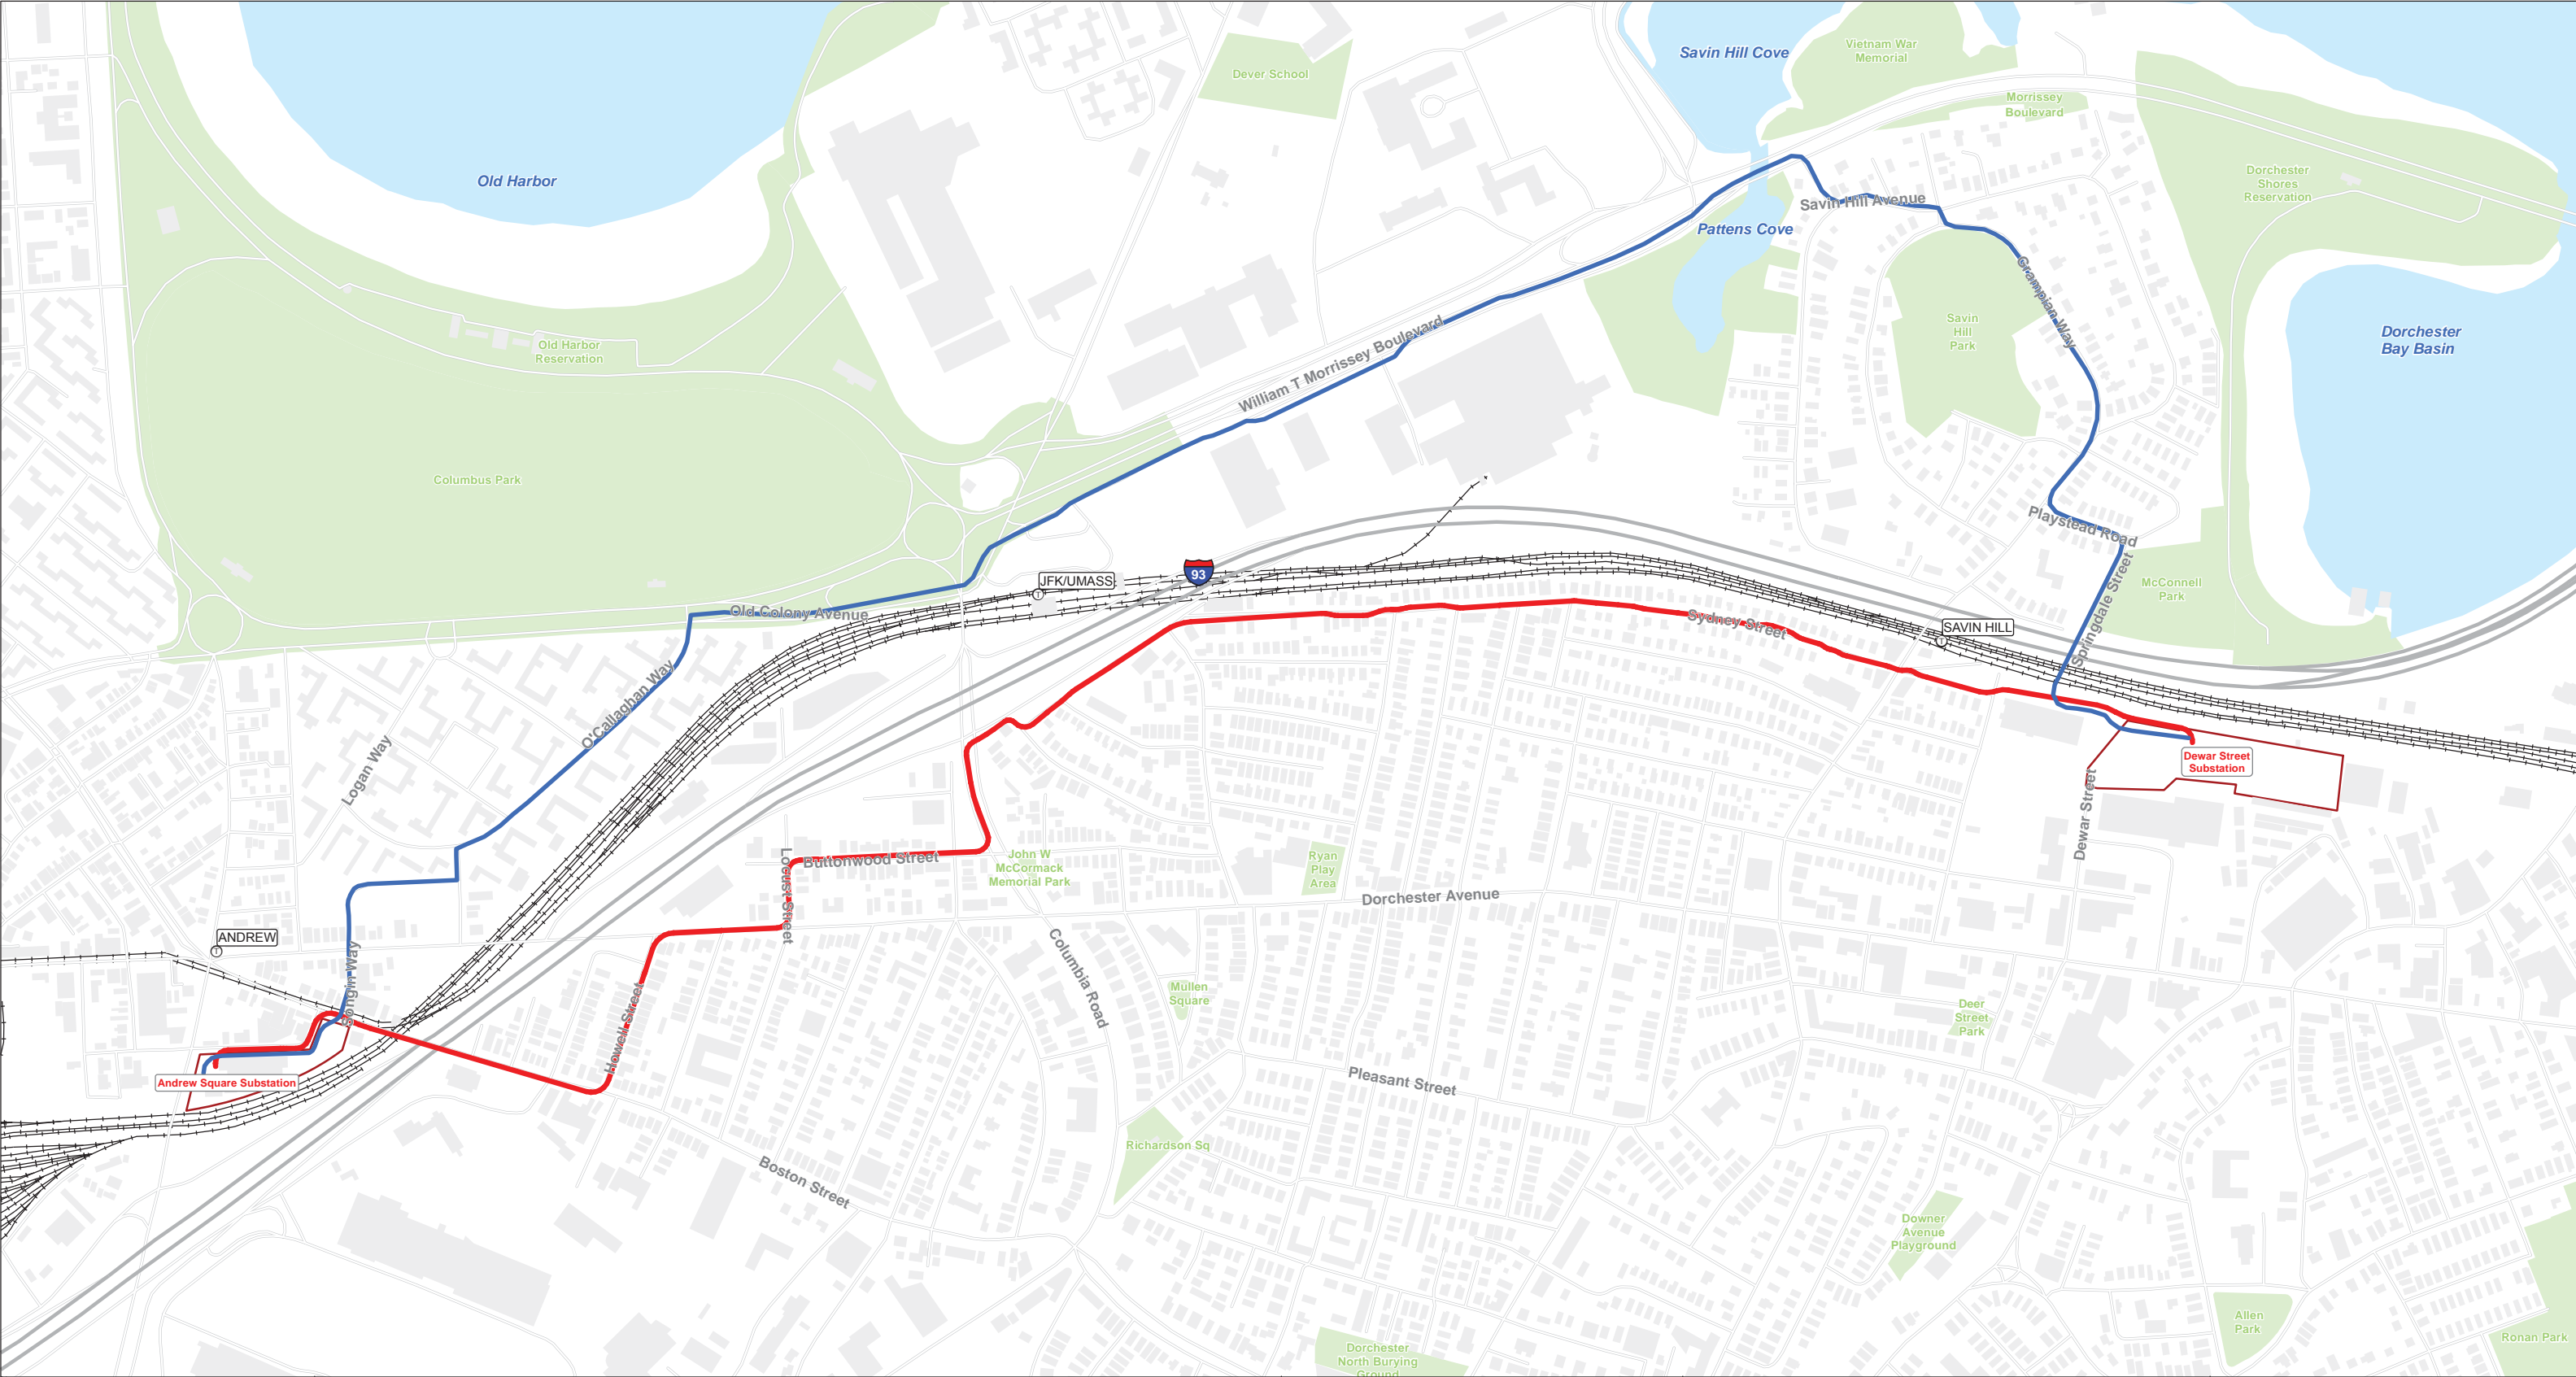 Savin Hill Cove
Vietnam War
Memorial
Dever School
Morrissey
Boulevard
Old Harbor
Dorchester
Shores
Reservation
Savin Hill Avenue
Pattens Cove
Grampian Way
Savin
Hill
Park
Dorchester
Bay Basin
Old Harbor
Reservation
William T Morrissey Boulevard
Columbus Park
Playstead Road
JFK/UMASS
T
93
McConnell
Park
Old Colony Avenue
Springdale Street
Sydney Street
SAVIN HILL
T
O'Callaghan Way
Logan Way
Dewar Street
Substation
Dewar Street
Locust Street
Buttonwood Street
John W
McCormack
Memorial Park
Ryan
Play
Area
Dorchester Avenue
ANDREW
T
Columbia Road
Mullen
Square
Howell Street
Deer
Street
Park
Andrew Square Substation
Pleasant Street
Richardson Sq
Boston Street
Downer
Avenue
Playground
Allen
Park
Ronan Park
Dorchester
North Burying
Ground